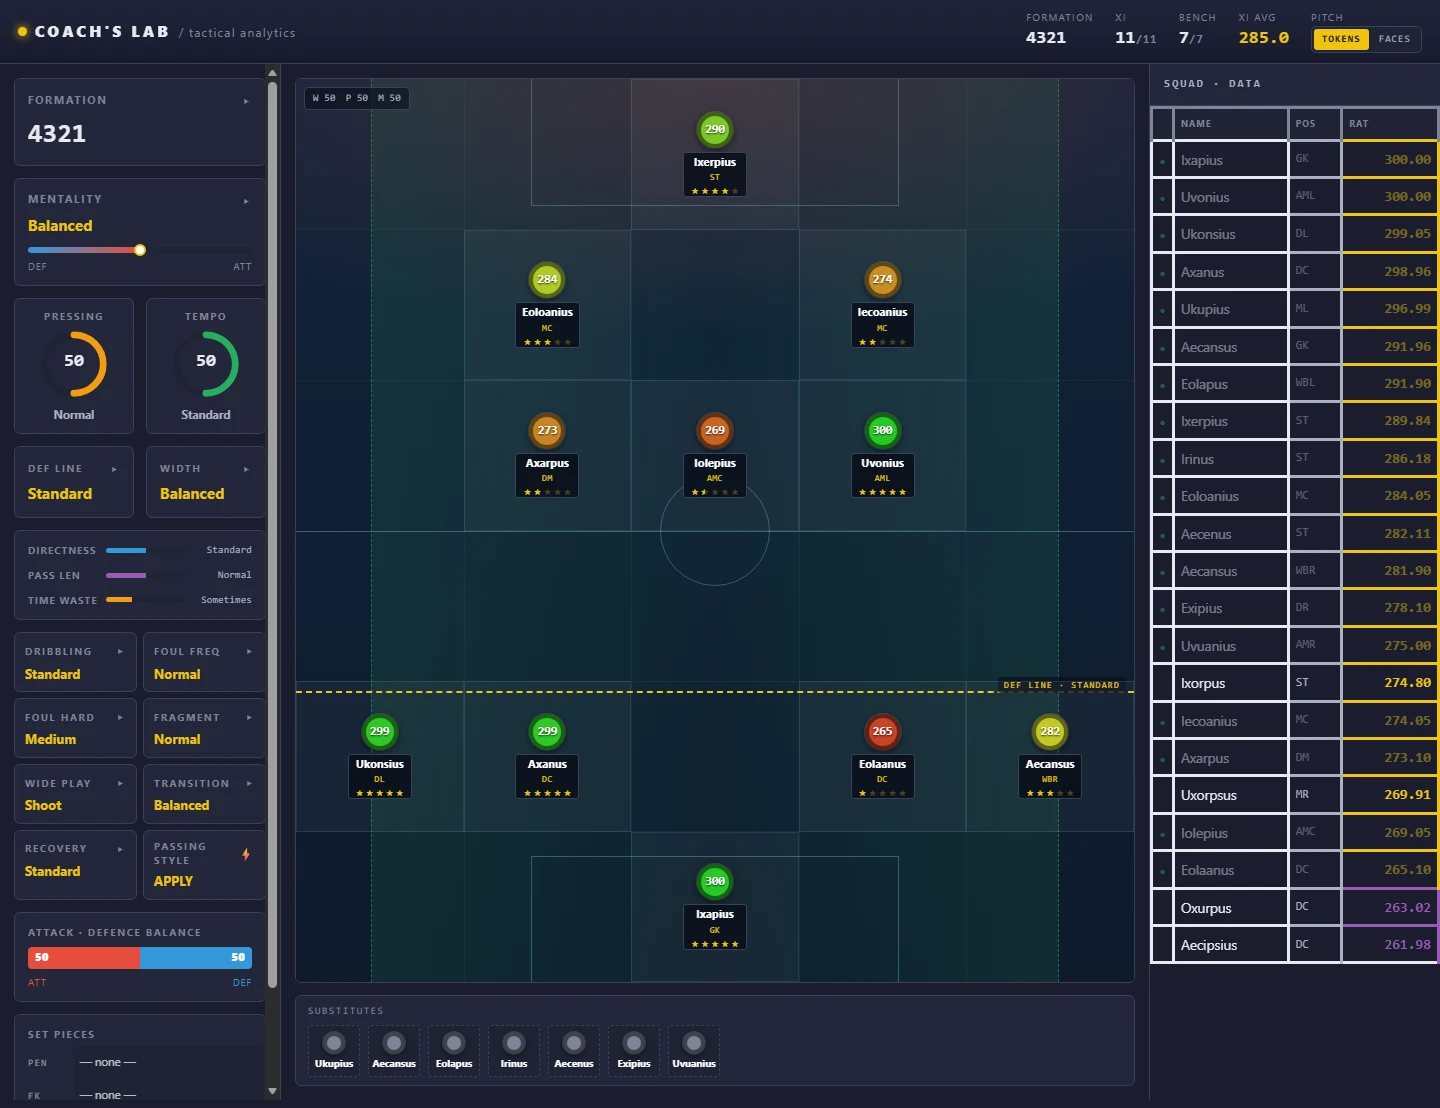 COACH'S LAB / tactical analytics
FORMATION
4321
XI
11/11
BENCH
7/7
XI AVG
285.0
PITCH
TOKENS FACES
FORMATION ▸
4321
MENTALITY ▸
Balanced
DEF ATT
PRESSING
50
Normal
TEMPO
50
Standard
DEF LINE ▸
Standard
WIDTH ▸
Balanced
DIRECTNESS Standard
PASS LEN Normal
TIME WASTE Sometimes
DRIBBLING ▸
Standard
FOUL FREQ ▸
Normal
FOUL HARD ▸
Medium
FRAGMENT ▸
Normal
WIDE PLAY ▸
Shoot
TRANSITION ▸
Balanced
RECOVERY ▸
Standard
PASSING STYLE
APPLY
ATTACK · DEFENCE BALANCE
50 50
ATT DEF
SET PIECES
PEN — none —
FK — none —
W 50 P 50 M 50
290
Ixerpius
ST
284
Eoloanius
MC
274
Iecoanius
MC
273
Axarpus
DM
269
Iolepius
AMC
300
Uvonius
AML
DEF LINE · STANDARD
299
Ukonsius
DL
299
Axanus
DC
265
Eolaanus
DC
282
Aecansus
WBR
300
Ixapius
GK
SUBSTITUTES
Ukupius Aecansus Eolapus Irinus Aecenus Exipius Uvuanius
SQUAD · DATA
NAME POS RAT
Ixapius GK 300.00
Uvonius AML 300.00
Ukonsius DL 299.05
Axanus DC 298.96
Ukupius ML 296.99
Aecansus GK 291.96
Eolapus WBL 291.90
Ixerpius ST 289.84
Irinus ST 286.18
Eoloanius MC 284.05
Aecenus ST 282.11
Aecansus WBR 281.90
Exipius DR 278.10
Uvuanius AMR 275.00
Ixorpus ST 274.80
Iecoanius MC 274.05
Axarpus DM 273.10
Uxorpsus MR 269.91
Iolepius AMC 269.05
Eolaanus DC 265.10
Oxurpus DC 263.02
Aecipsius DC 261.98